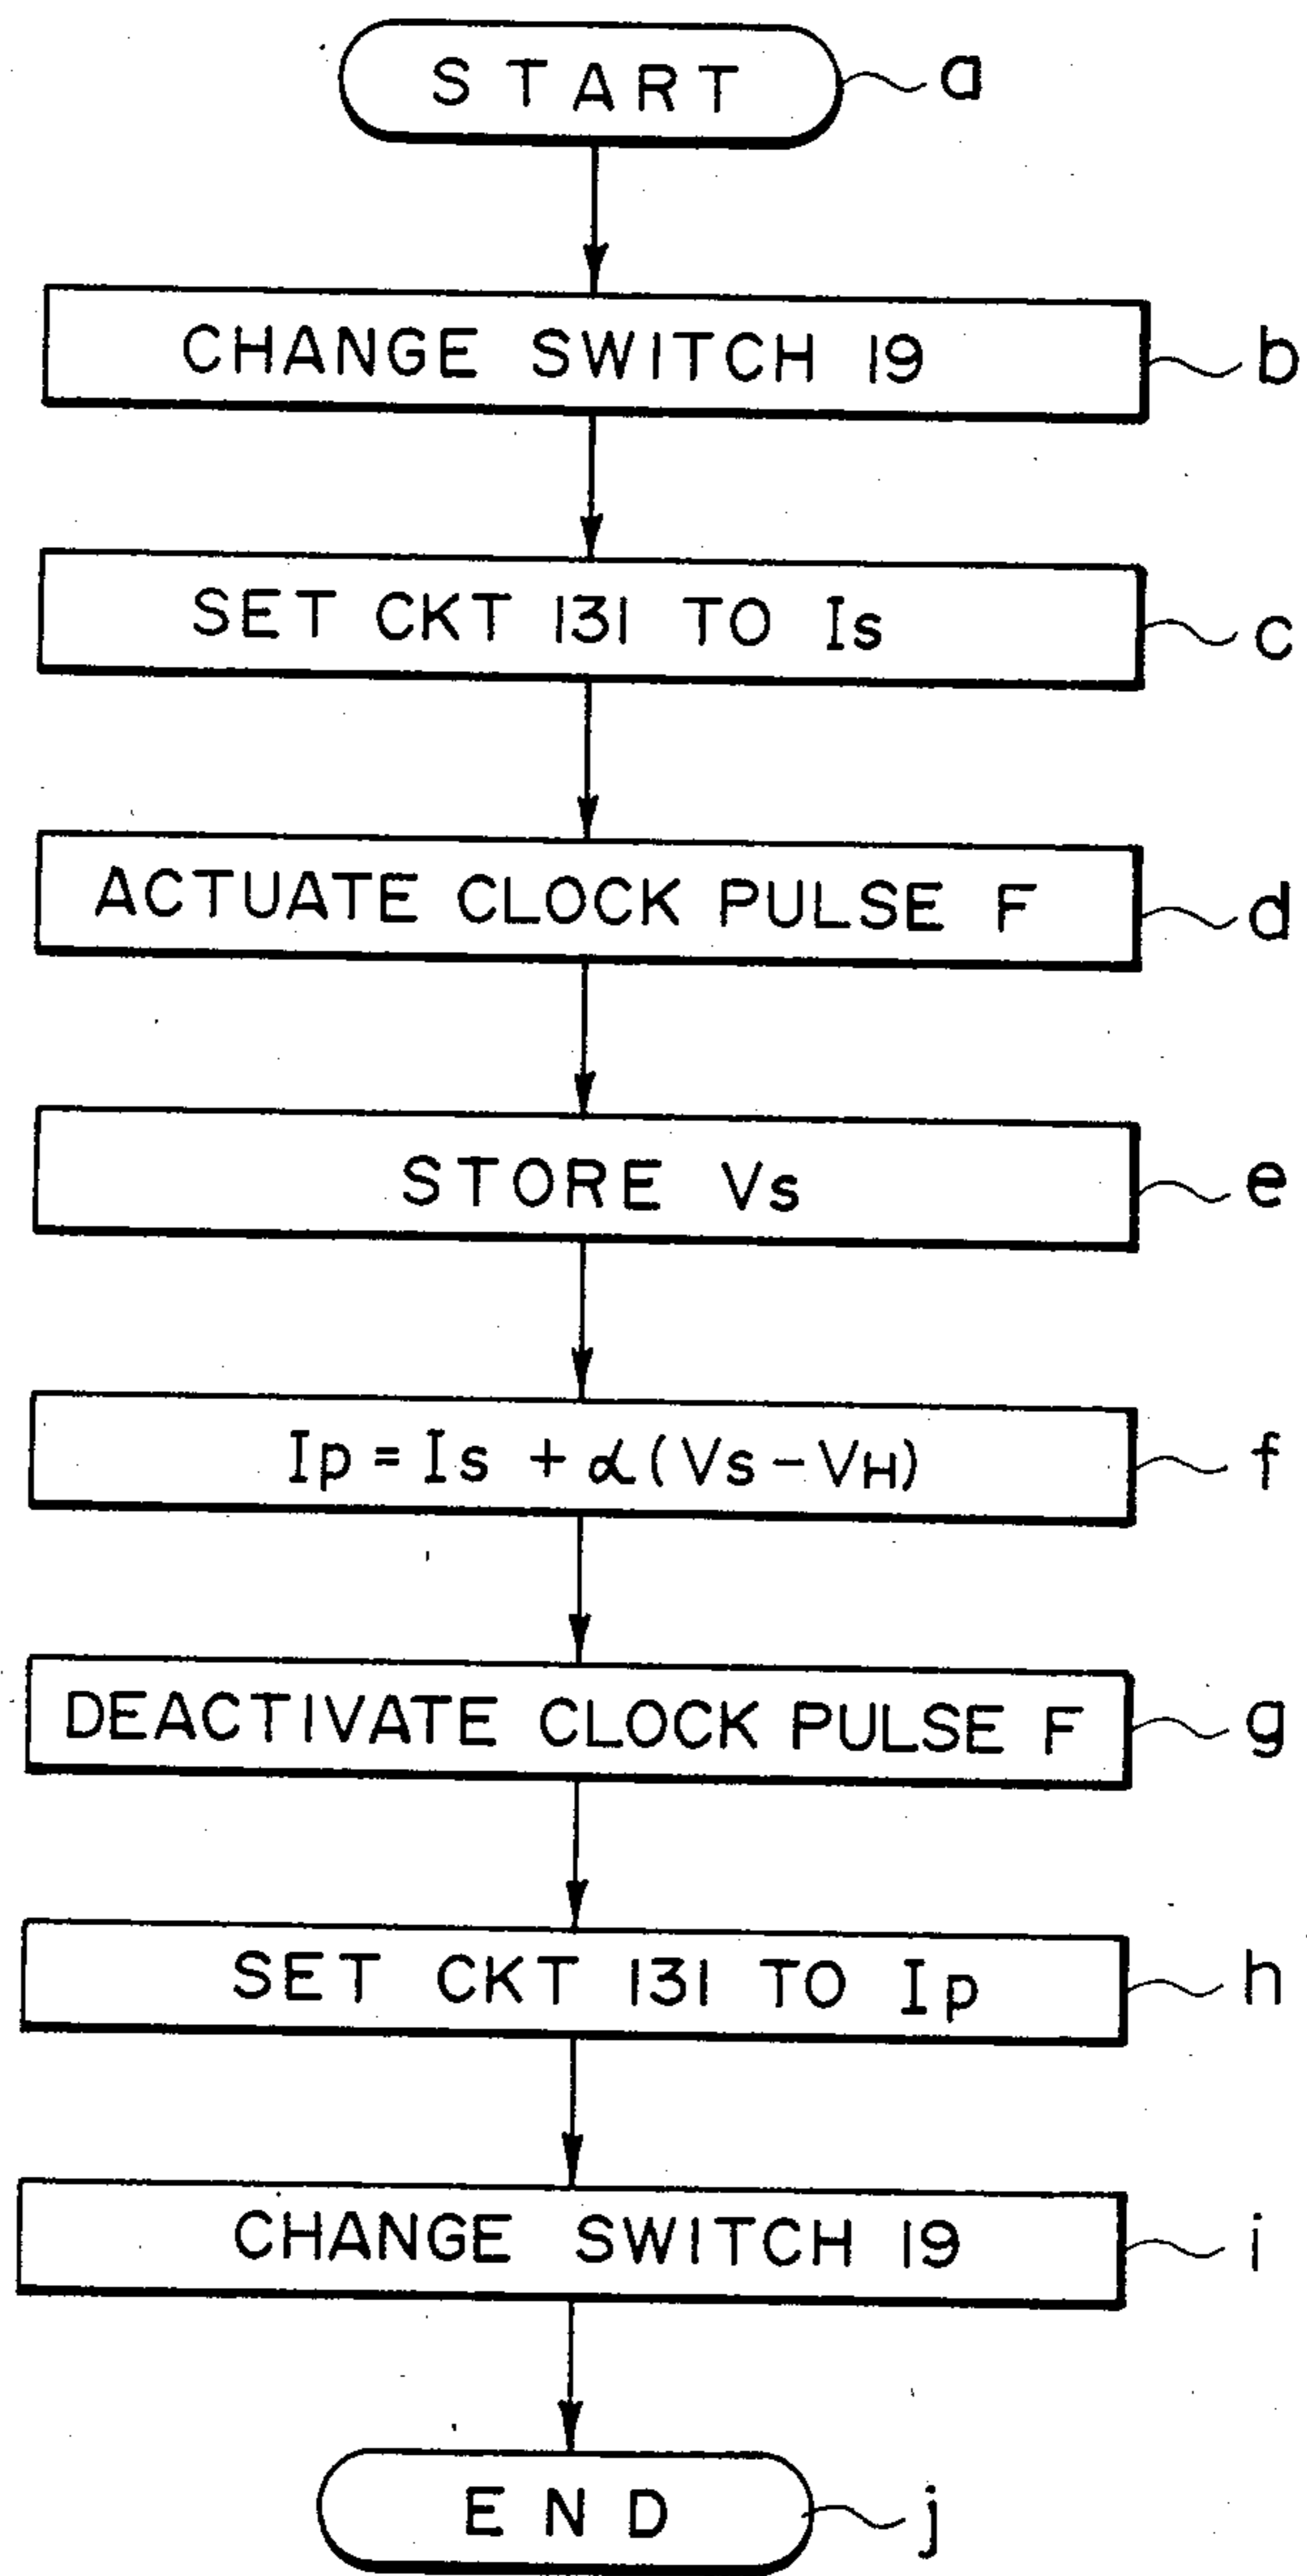 START a
CHANGE SWITCH 19 b
SET CKT 131 TO Is c
ACTUATE CLOCK PULSE F d
STORE Vs e
Ip = Is + α(Vs - VH) f
DEACTIVATE CLOCK PULSE F g
SET CKT 131 TO Ip h
CHANGE SWITCH 19 i
END j